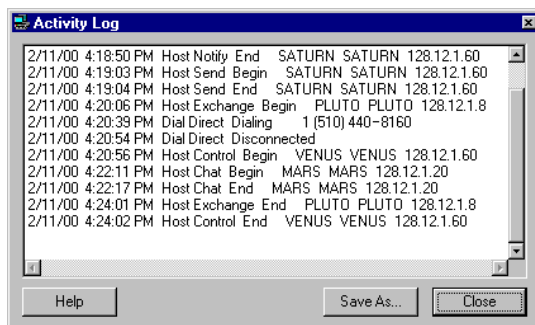 Activity Log
2/11/00 4:18:50 PM Host Notify End SATURN SATURN 128.12.1.60
2/11/00 4:19:03 PM Host Send Begin SATURN SATURN 128.12.1.60
2/11/00 4:19:04 PM Host Send End SATURN SATURN 128.12.1.60
2/11/00 4:20:06 PM Host Exchange Begin PLUTO PLUTO 128.12.1.8
2/11/00 4:20:39 PM Dial Direct Dialing 1 (510) 440-8160
2/11/00 4:20:54 PM Dial Direct Disconnected
2/11/00 4:20:56 PM Host Control Begin VENUS VENUS 128.12.1.60
2/11/00 4:22:11 PM Host Chat Begin MARS MARS 128.12.1.20
2/11/00 4:22:17 PM Host Chat End MARS MARS 128.12.1.20
2/11/00 4:24:01 PM Host Exchange End PLUTO PLUTO 128.12.1.8
2/11/00 4:24:02 PM Host Control End VENUS VENUS 128.12.1.60
Help Save As... Close